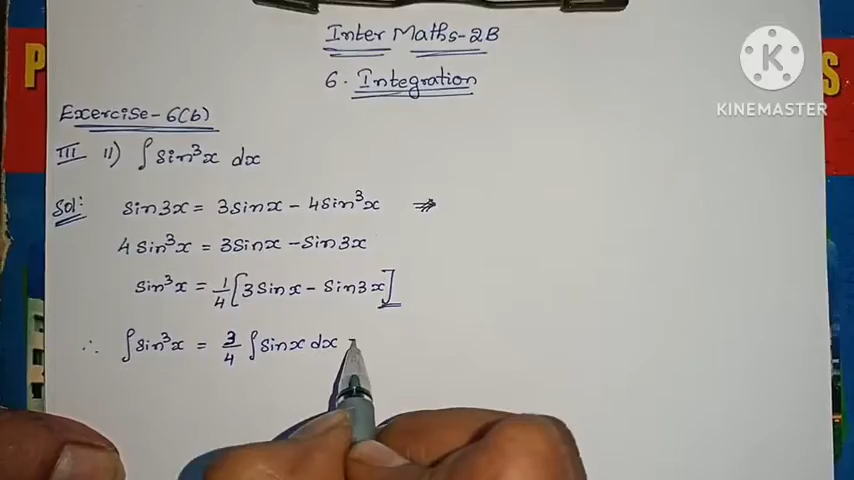 Inter Maths-2B
6. Integration
KINEMASTER
Exercise-6(b)
III 11) ∫sin³x dx
Sol: sin3x = 3sinx - 4sin³x ⇒
4sin³x = 3sinx - sin3x
sin³x = 1/4 [3sinx - sin3x]
∴ ∫sin³x = 3/4 ∫sinx dx -